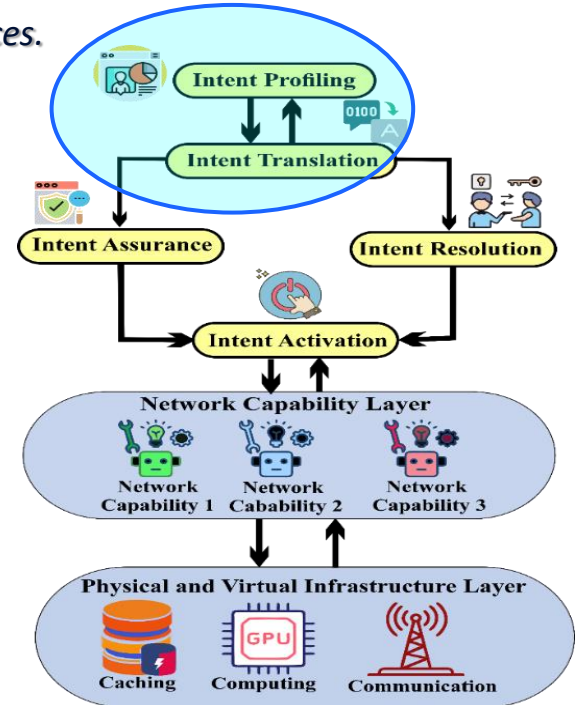 ces.
Intent Profiling
0100
A
Intent Translation
Intent Assurance
Intent Resolution
Intent Activation
Network Capability Layer
Network Network Network
Capability 1 Cabability 2 Capability 3
Physical and Virtual Infrastructure Layer
GPU
Caching Computing Communication